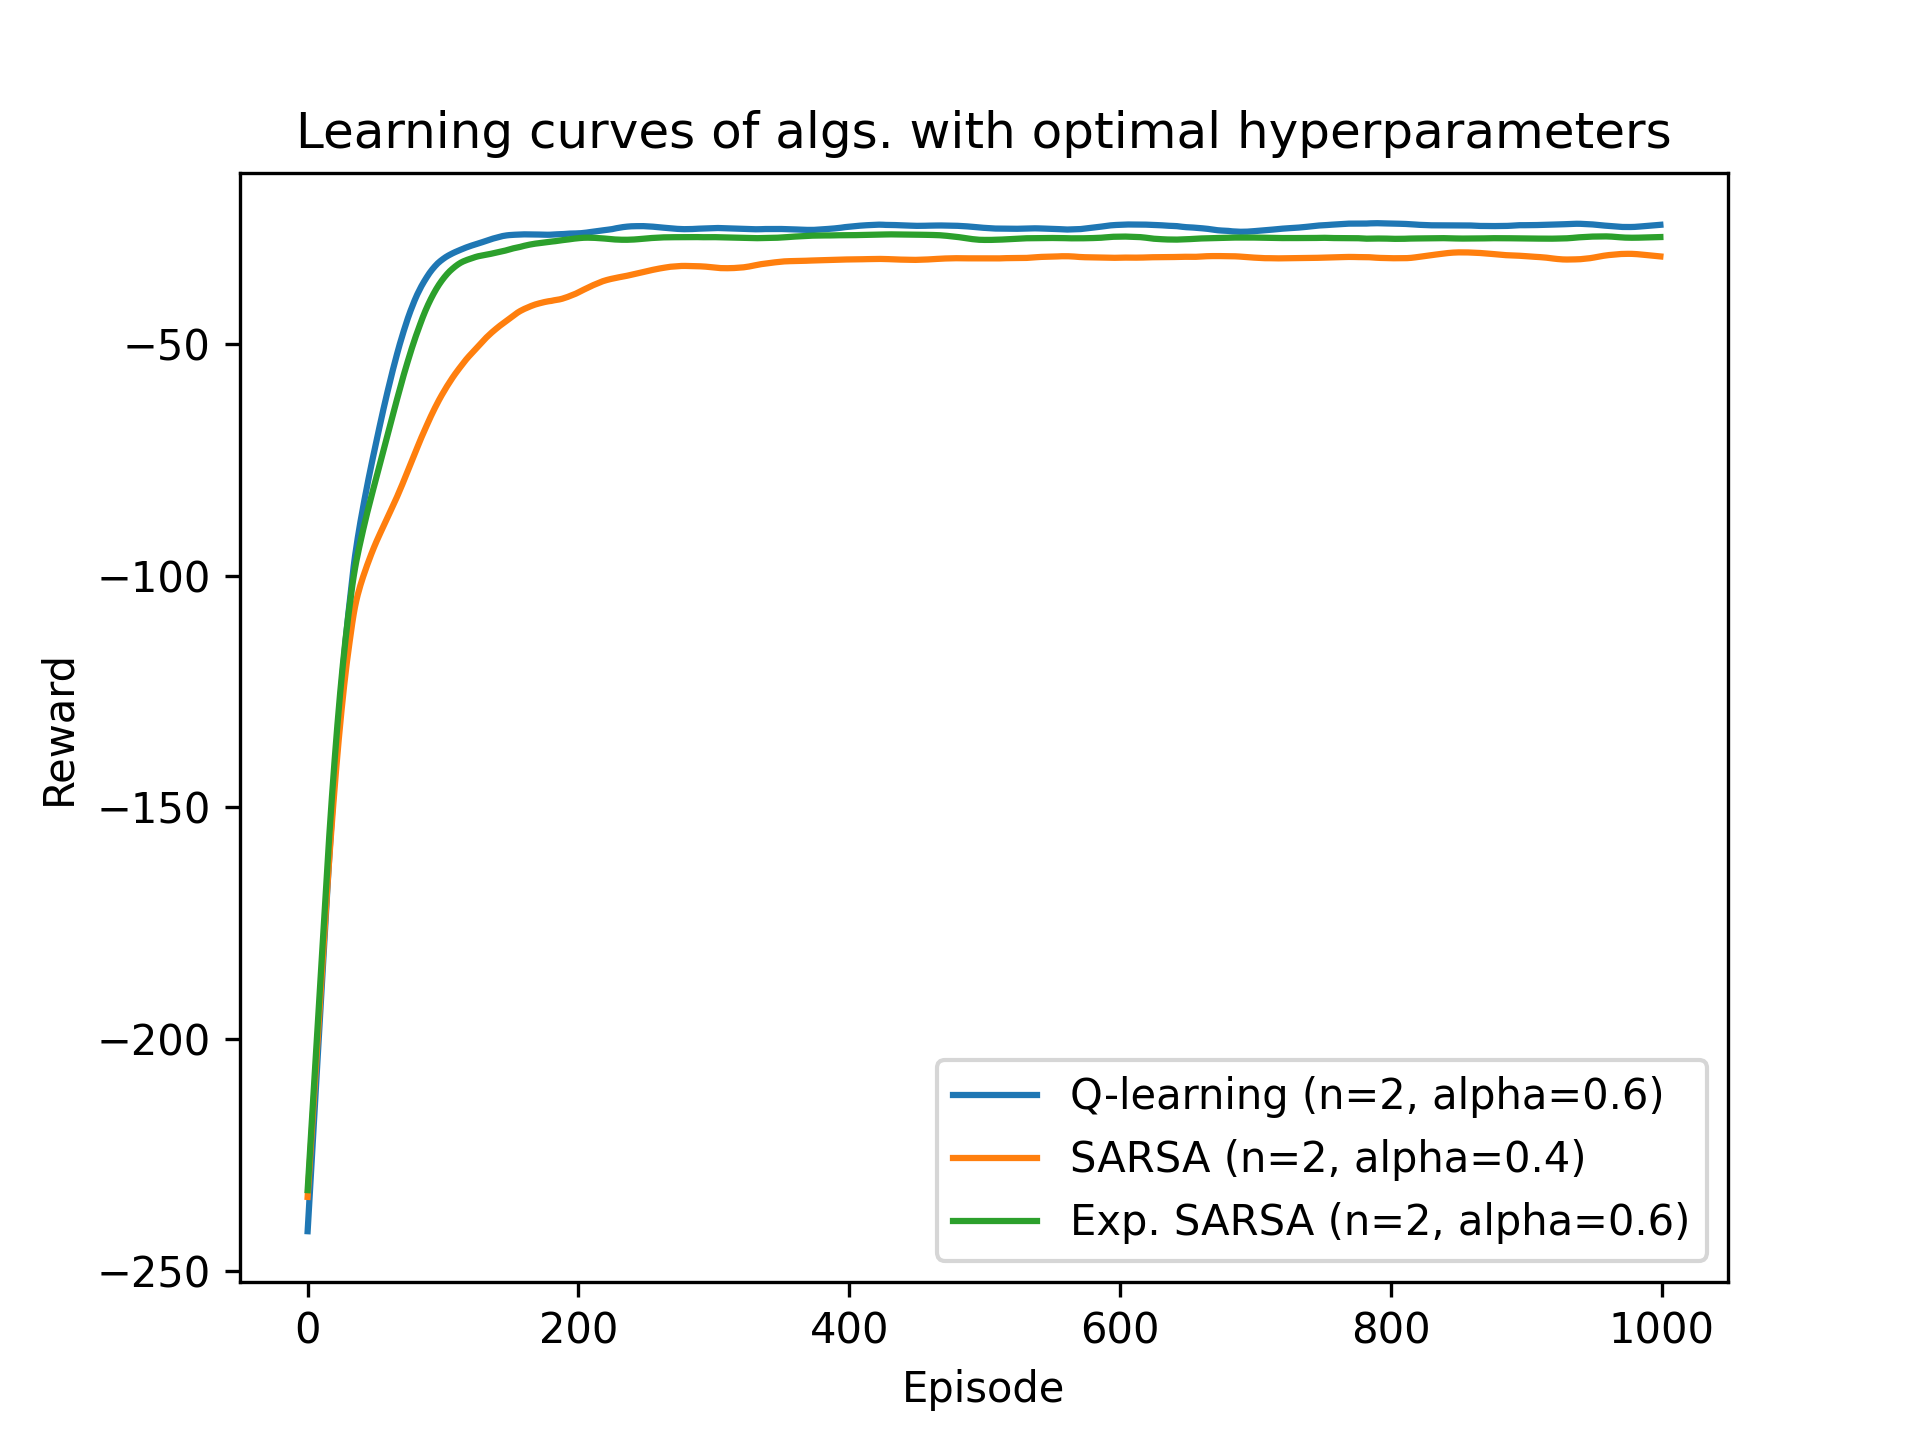 Learning curves of algs. with optimal hyperparameters
Reward
−50
−100
−150
−200
−250
0 200 400 600 800 1000
Episode
Q-learning (n=2, alpha=0.6)
SARSA (n=2, alpha=0.4)
Exp. SARSA (n=2, alpha=0.6)